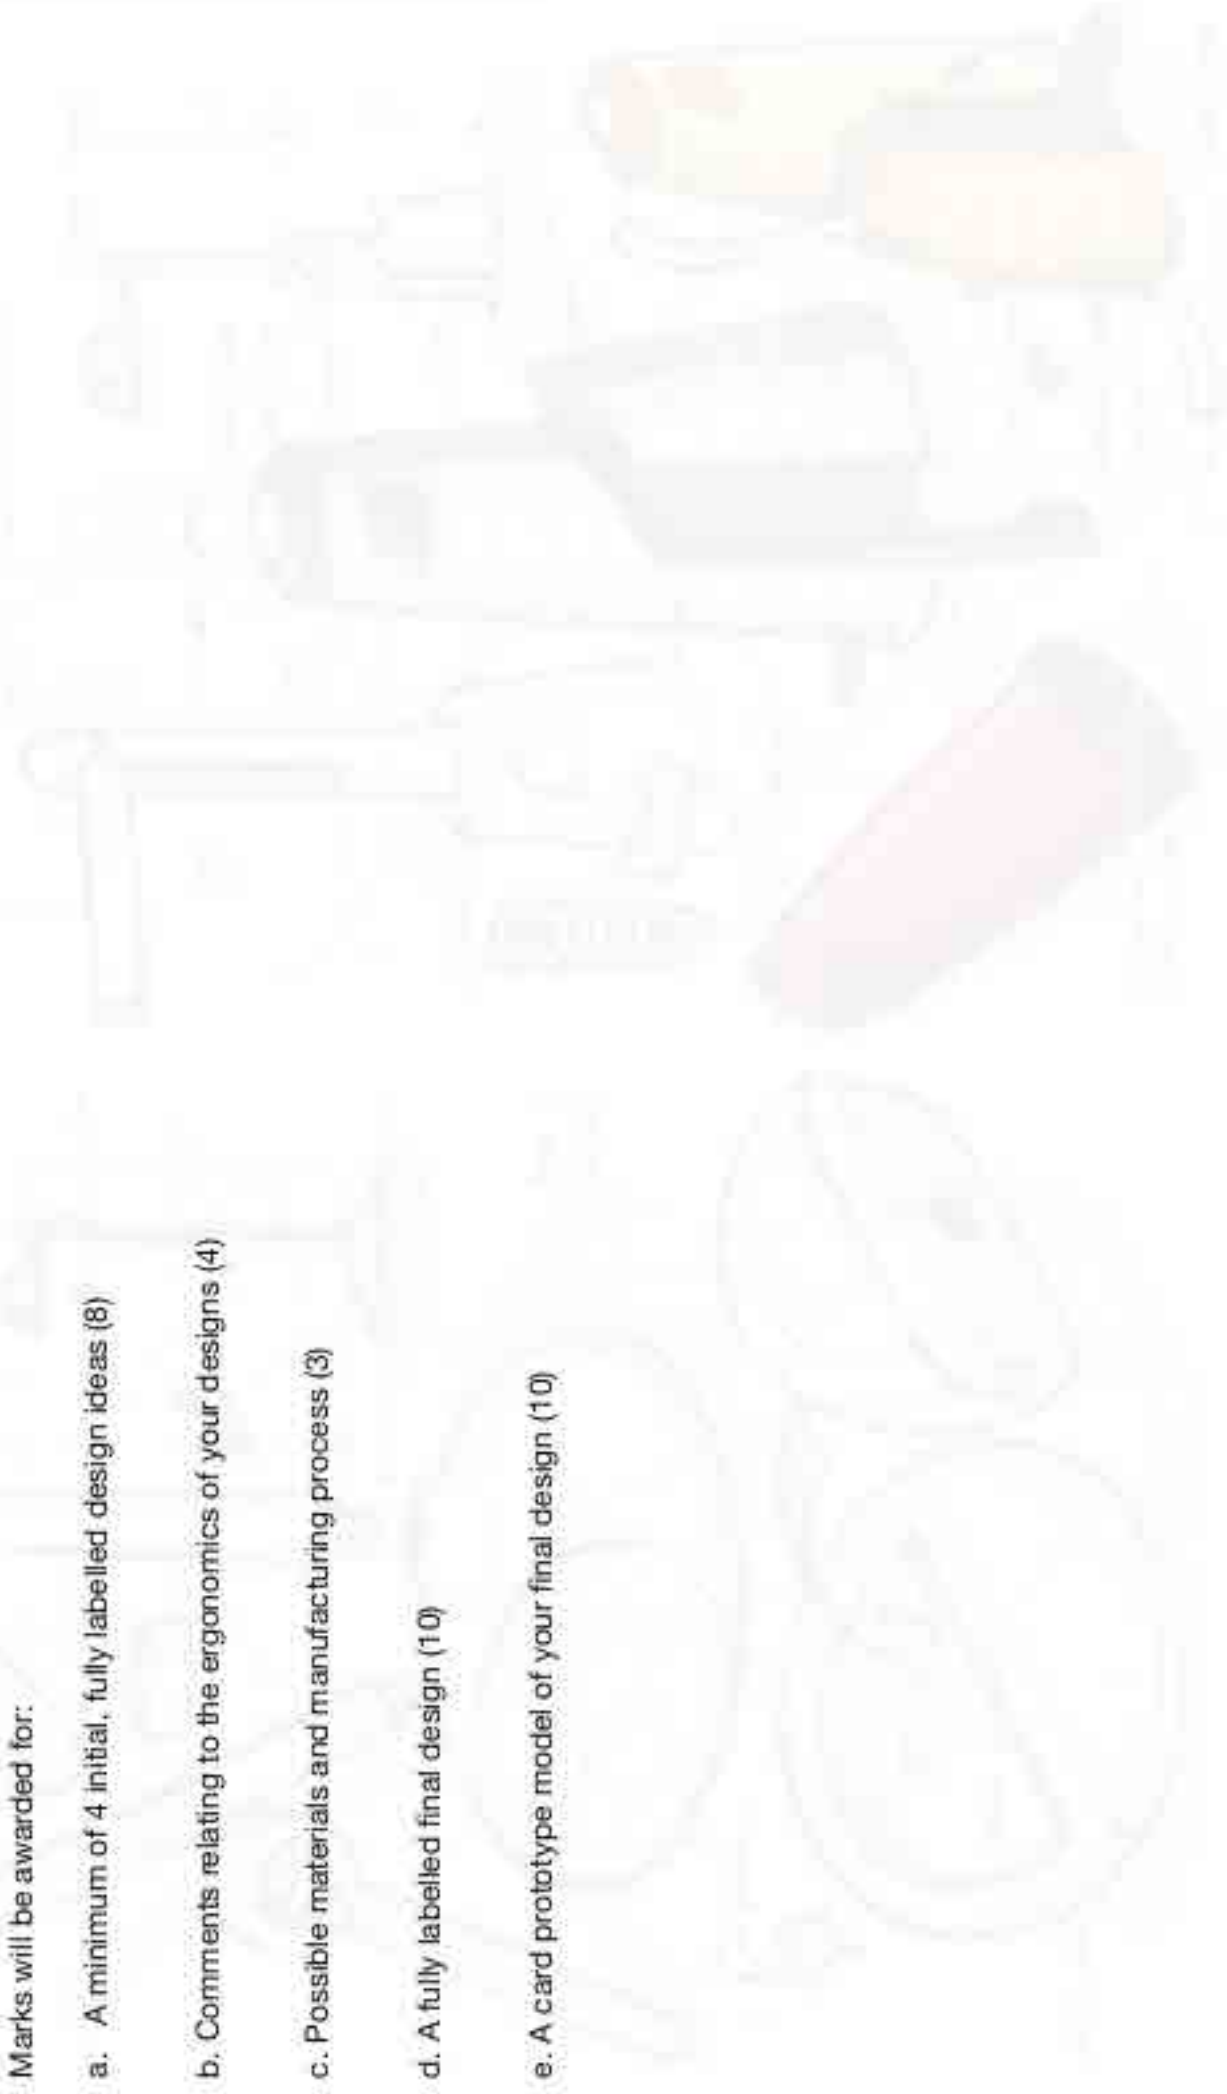 Marks will be awarded for:
a. A minimum of 4 initial, fully labelled design ideas (8)
b. Comments relating to the ergonomics of your designs (4)
c. Possible materials and manufacturing process (3)
d. A fully labelled final design (10)
e. A card prototype model of your final design (10)